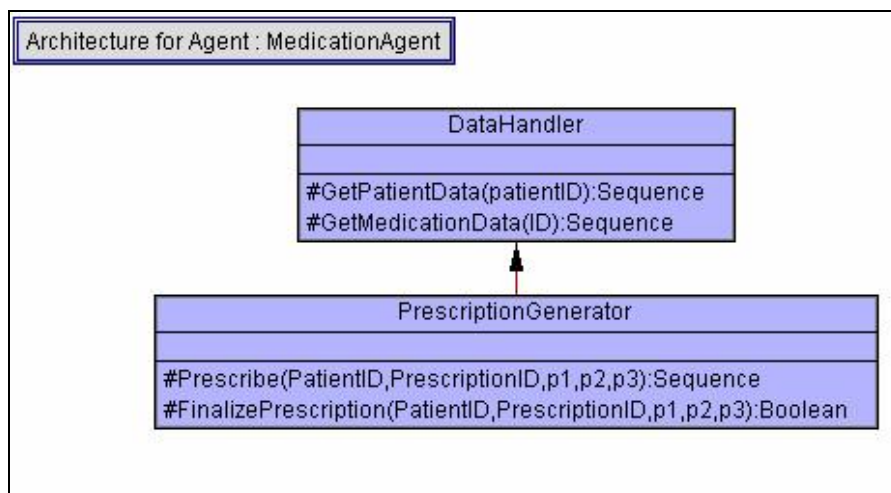 Architecture for Agent : MedicationAgent
DataHandler
#GetPatientData(patientID):Sequence
#GetMedicationData(ID):Sequence
PrescriptionGenerator
#Prescribe(PatientID,PrescriptionID,p1,p2,p3):Sequence
#FinalizePrescription(PatientID,PrescriptionID,p1,p2,p3):Boolean